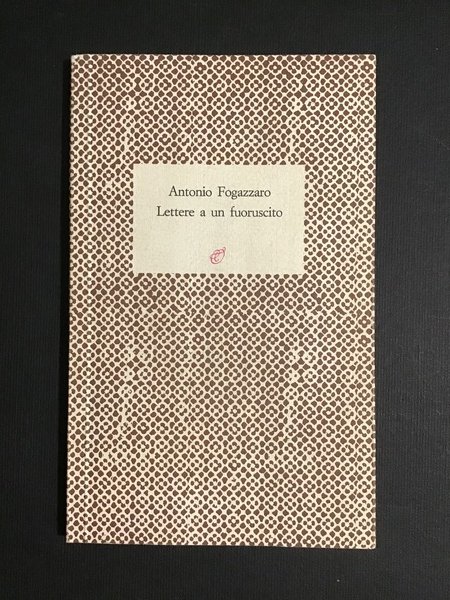 Antonio Fogazzaro
Lettere a un fuoruscito